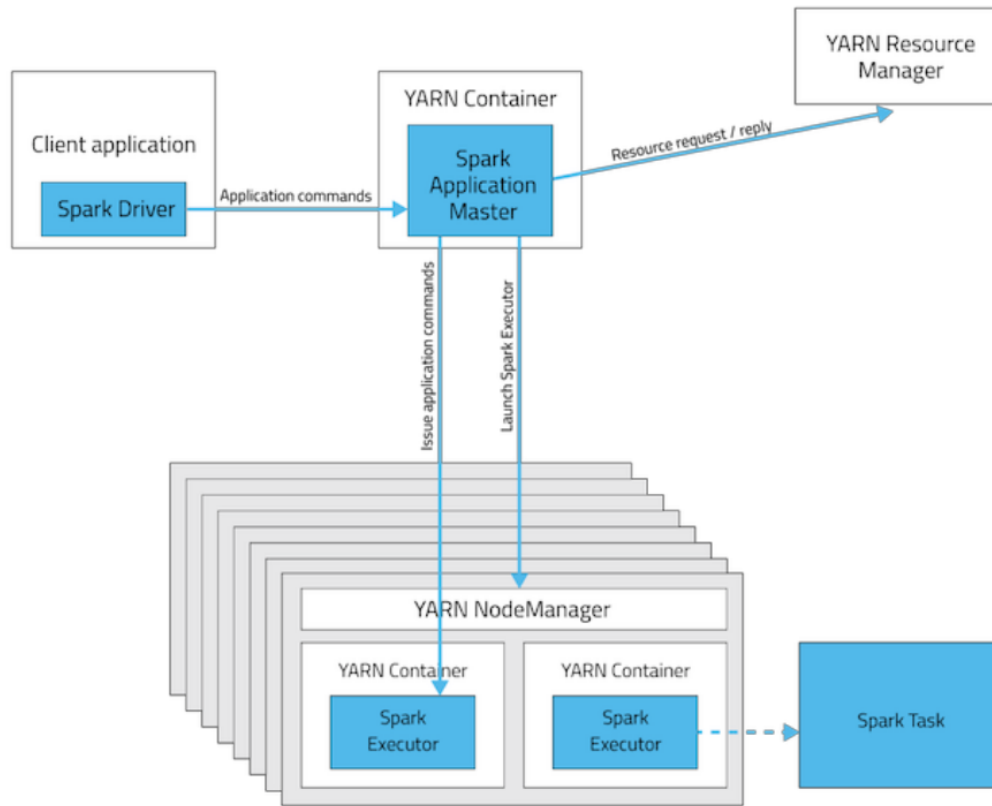 YARN Resource
Manager
YARN Container
Client application
Spark
Application
Master
Resource request / reply
Spark Driver
Application commands
Issue application commands
Launch Spark Executor
YARN NodeManager
YARN Container
Spark
Executor
YARN Container
Spark
Executor
Spark Task